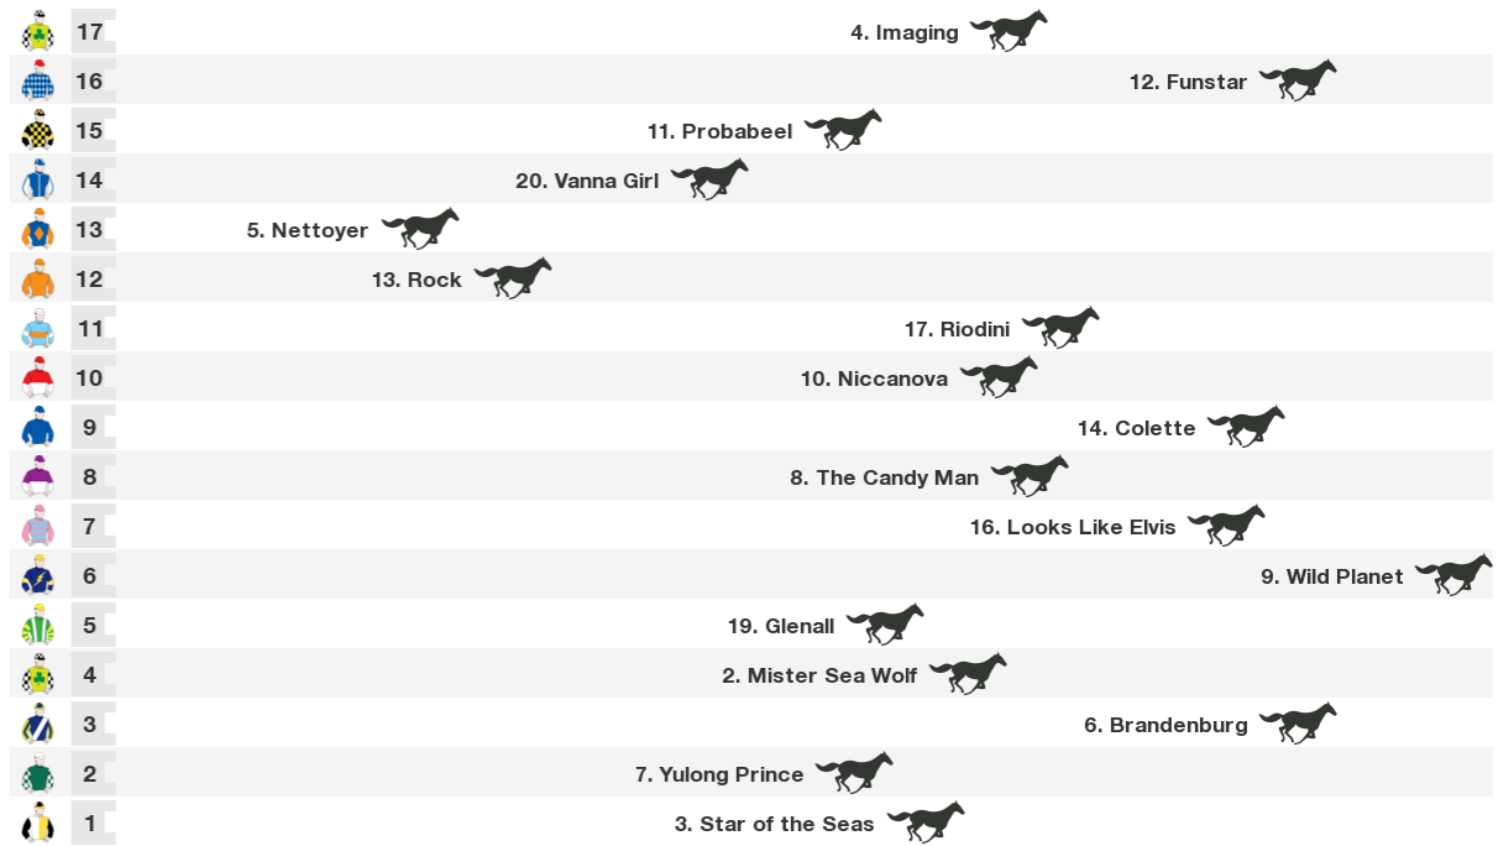 17 4. Imaging
16 12. Funstar
15 11. Probabeel
14 20. Vanna Girl
13 5. Nettoyer
12 13. Rock
11 17. Riodini
10 10. Niccanova
9 14. Colette
8 8. The Candy Man
7 16. Looks Like Elvis
6 9. Wild Planet
5 19. Glenall
4 2. Mister Sea Wolf
3 6. Brandenburg
2 7. Yulong Prince
1 3. Star of the Seas